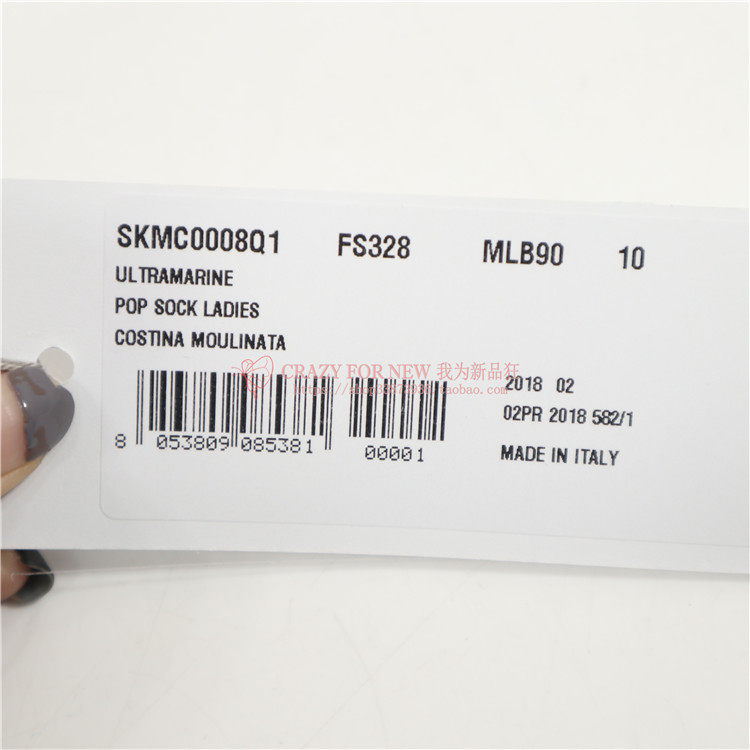 SKMC0008Q1 FS328 MLB90 10
ULTRAMARINE
POP SOCK LADIES
COSTINA MOULINATA
CRAZY FOR NEW 我为新品狂
2018 02
02PR 2018 582/1
MADE IN ITALY
8 053809 085381
00001